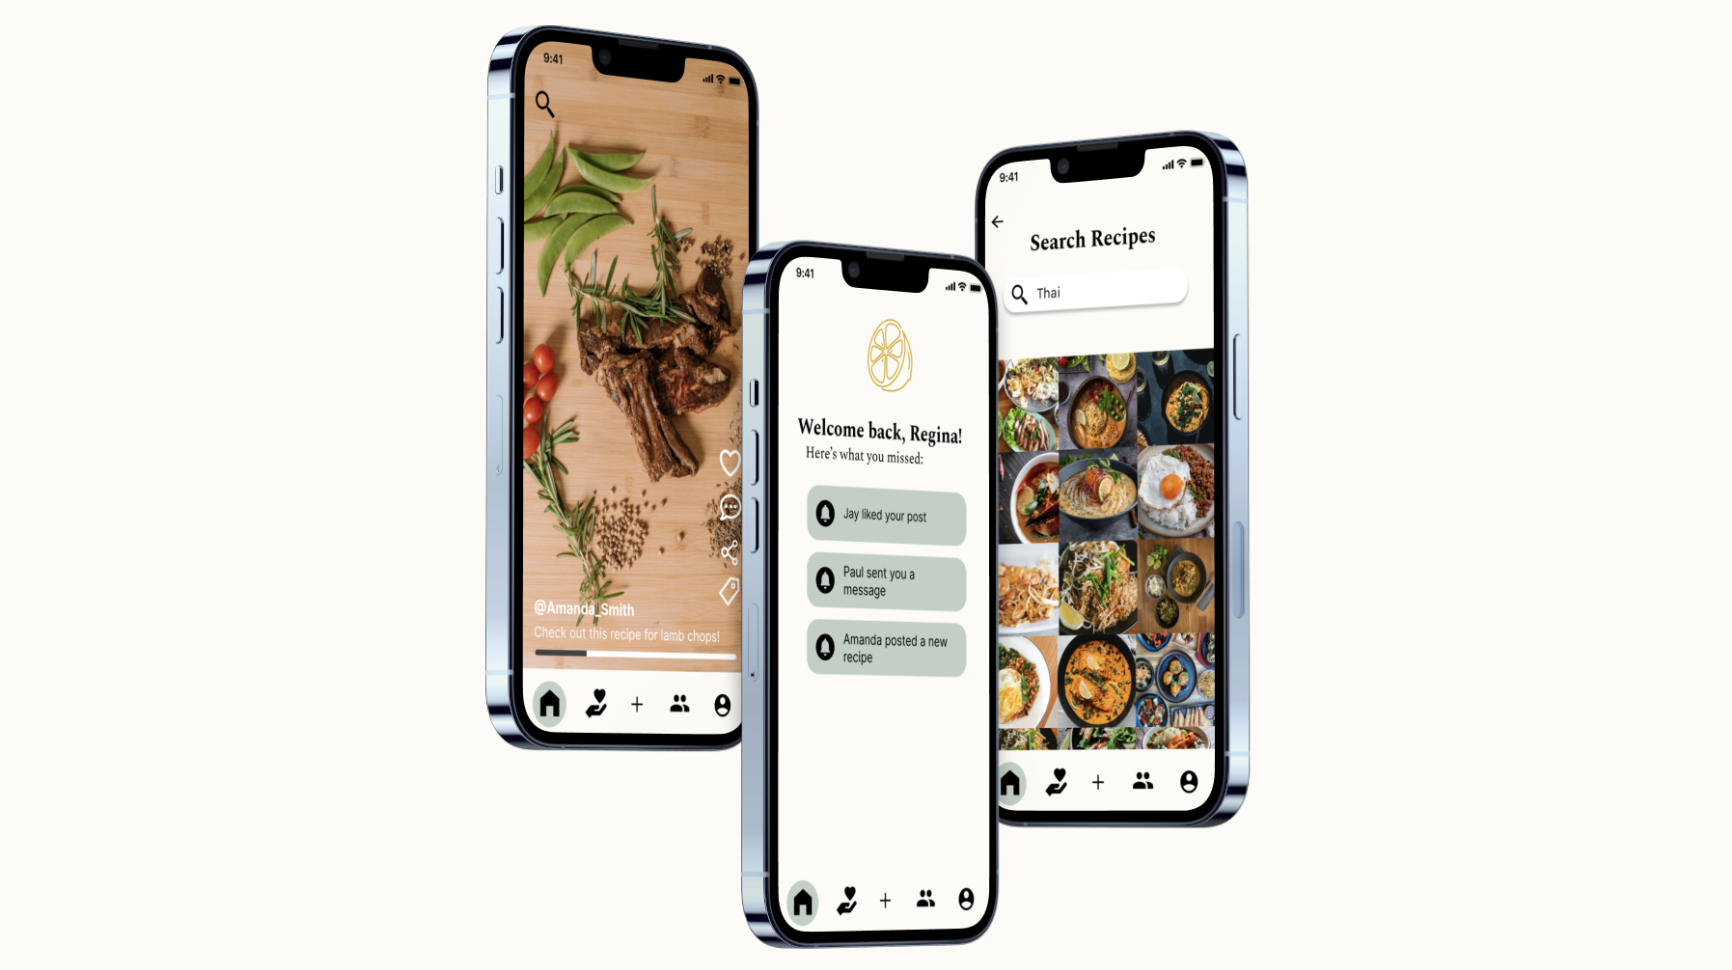 9:41
@Amanda_Smith
Check out this recipe for lamb chops!
9:41
Welcome back, Regina!
Here's what you missed:
Jay liked your post
Paul sent you a
message
Amanda posted a new
recipe
9:41
Search Recipes
Thai